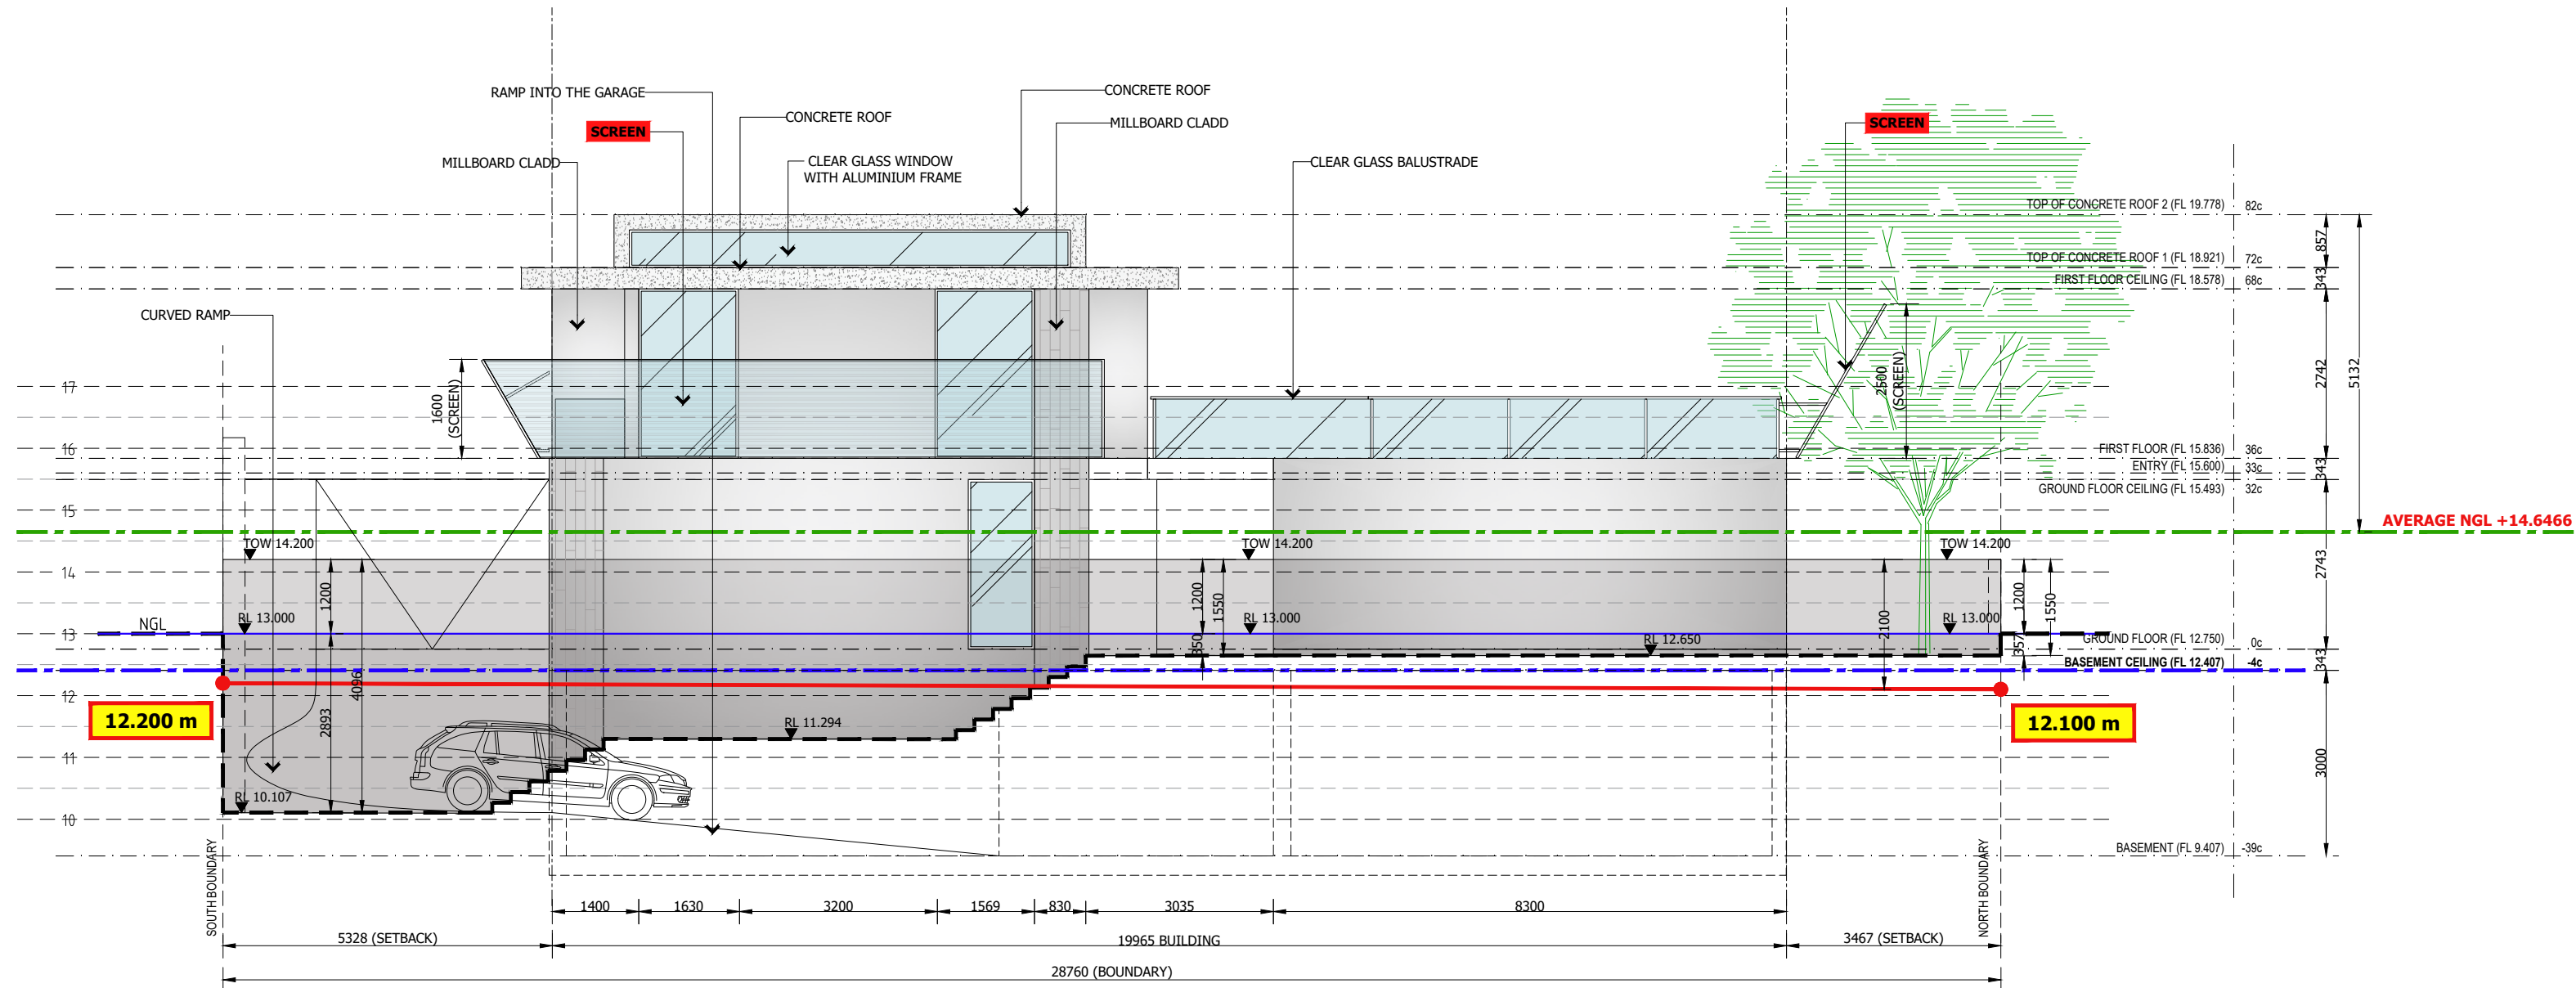 RAMP INTO THE GARAGE
CONCRETE ROOF
CONCRETE ROOF
SCREEN
MILLBOARD CLADD
SCREEN
MILLBOARD CLADD
CLEAR GLASS WINDOW
WITH ALUMINIUM FRAME
CLEAR GLASS BALUSTRADE
TOP OF CONCRETE ROOF 2 (FL 19.778) 82c
857
TOP OF CONCRETE ROOF 1 (FL 18.921) 72c
343
FIRST FLOOR CEILING (FL 18.578) 68c
CURVED RAMP
1600
(SCREEN)
2500
(SCREEN)
2742
5132
17
16
FIRST FLOOR (FL 15.836) 36c
ENTRY (FL 15.600) 33c
343
GROUND FLOOR CEILING (FL 15.493) 32c
15
AVERAGE NGL +14.6466
TOW 14.200
TOW 14.200
TOW 14.200
14
1200
1200
1550
2100
1200
1550
2743
NGL
RL 13.000
RL 13.000
RL 13.000
13
350
RL 12.650
357
GROUND FLOOR (FL 12.750) 0c
BASEMENT CEILING (FL 12.407) -4c
343
12
4096
2893
12.200 m
RL 11.294
12.100 m
11
3000
RL 10.107
10
BASEMENT (FL 9.407) -39c
SOUTH BOUNDARY
NORTH BOUNDARY
1400
1630
3200
1569
830
3035
8300
5328 (SETBACK)
19965 BUILDING
3467 (SETBACK)
28760 (BOUNDARY)